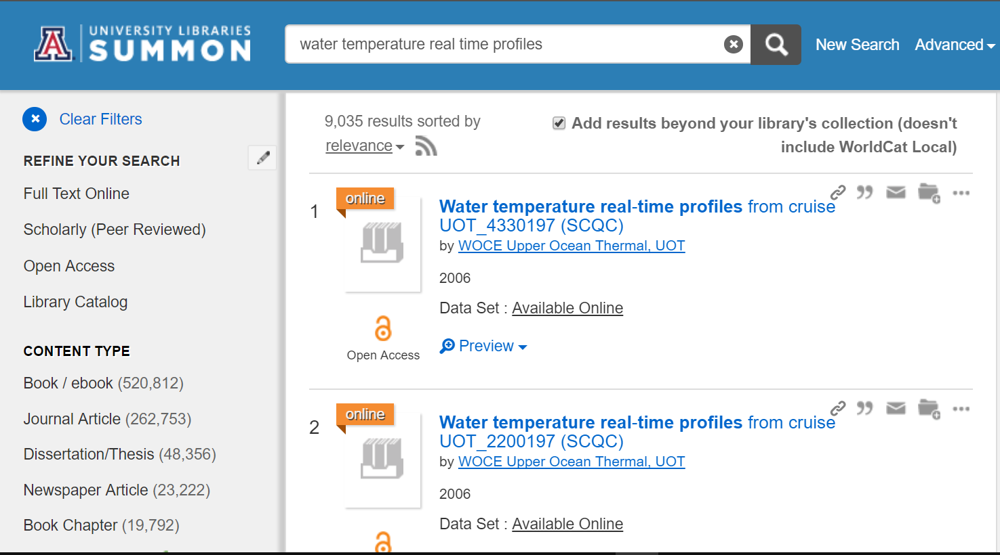 UNIVERSITY LIBRARIES
SUMMON
water temperature real time profiles
New Search
Advanced
Clear Filters
REFINE YOUR SEARCH
Full Text Online
Scholarly (Peer Reviewed)
Open Access
Library Catalog
CONTENT TYPE
Book / ebook (520,812)
Journal Article (262,753)
Dissertation/Thesis (48,356)
Newspaper Article (23,222)
Book Chapter (19,792)
9,035 results sorted by
relevance
Add results beyond your library's collection (doesn't
include WorldCat Local)
1
online
Water temperature real-time profiles from cruise
UOT_4330197 (SCQC)
by WOCE Upper Ocean Thermal, UOT
2006
Data Set : Available Online
Open Access
Preview
2
online
Water temperature real-time profiles from cruise
UOT_2200197 (SCQC)
by WOCE Upper Ocean Thermal, UOT
2006
Data Set : Available Online